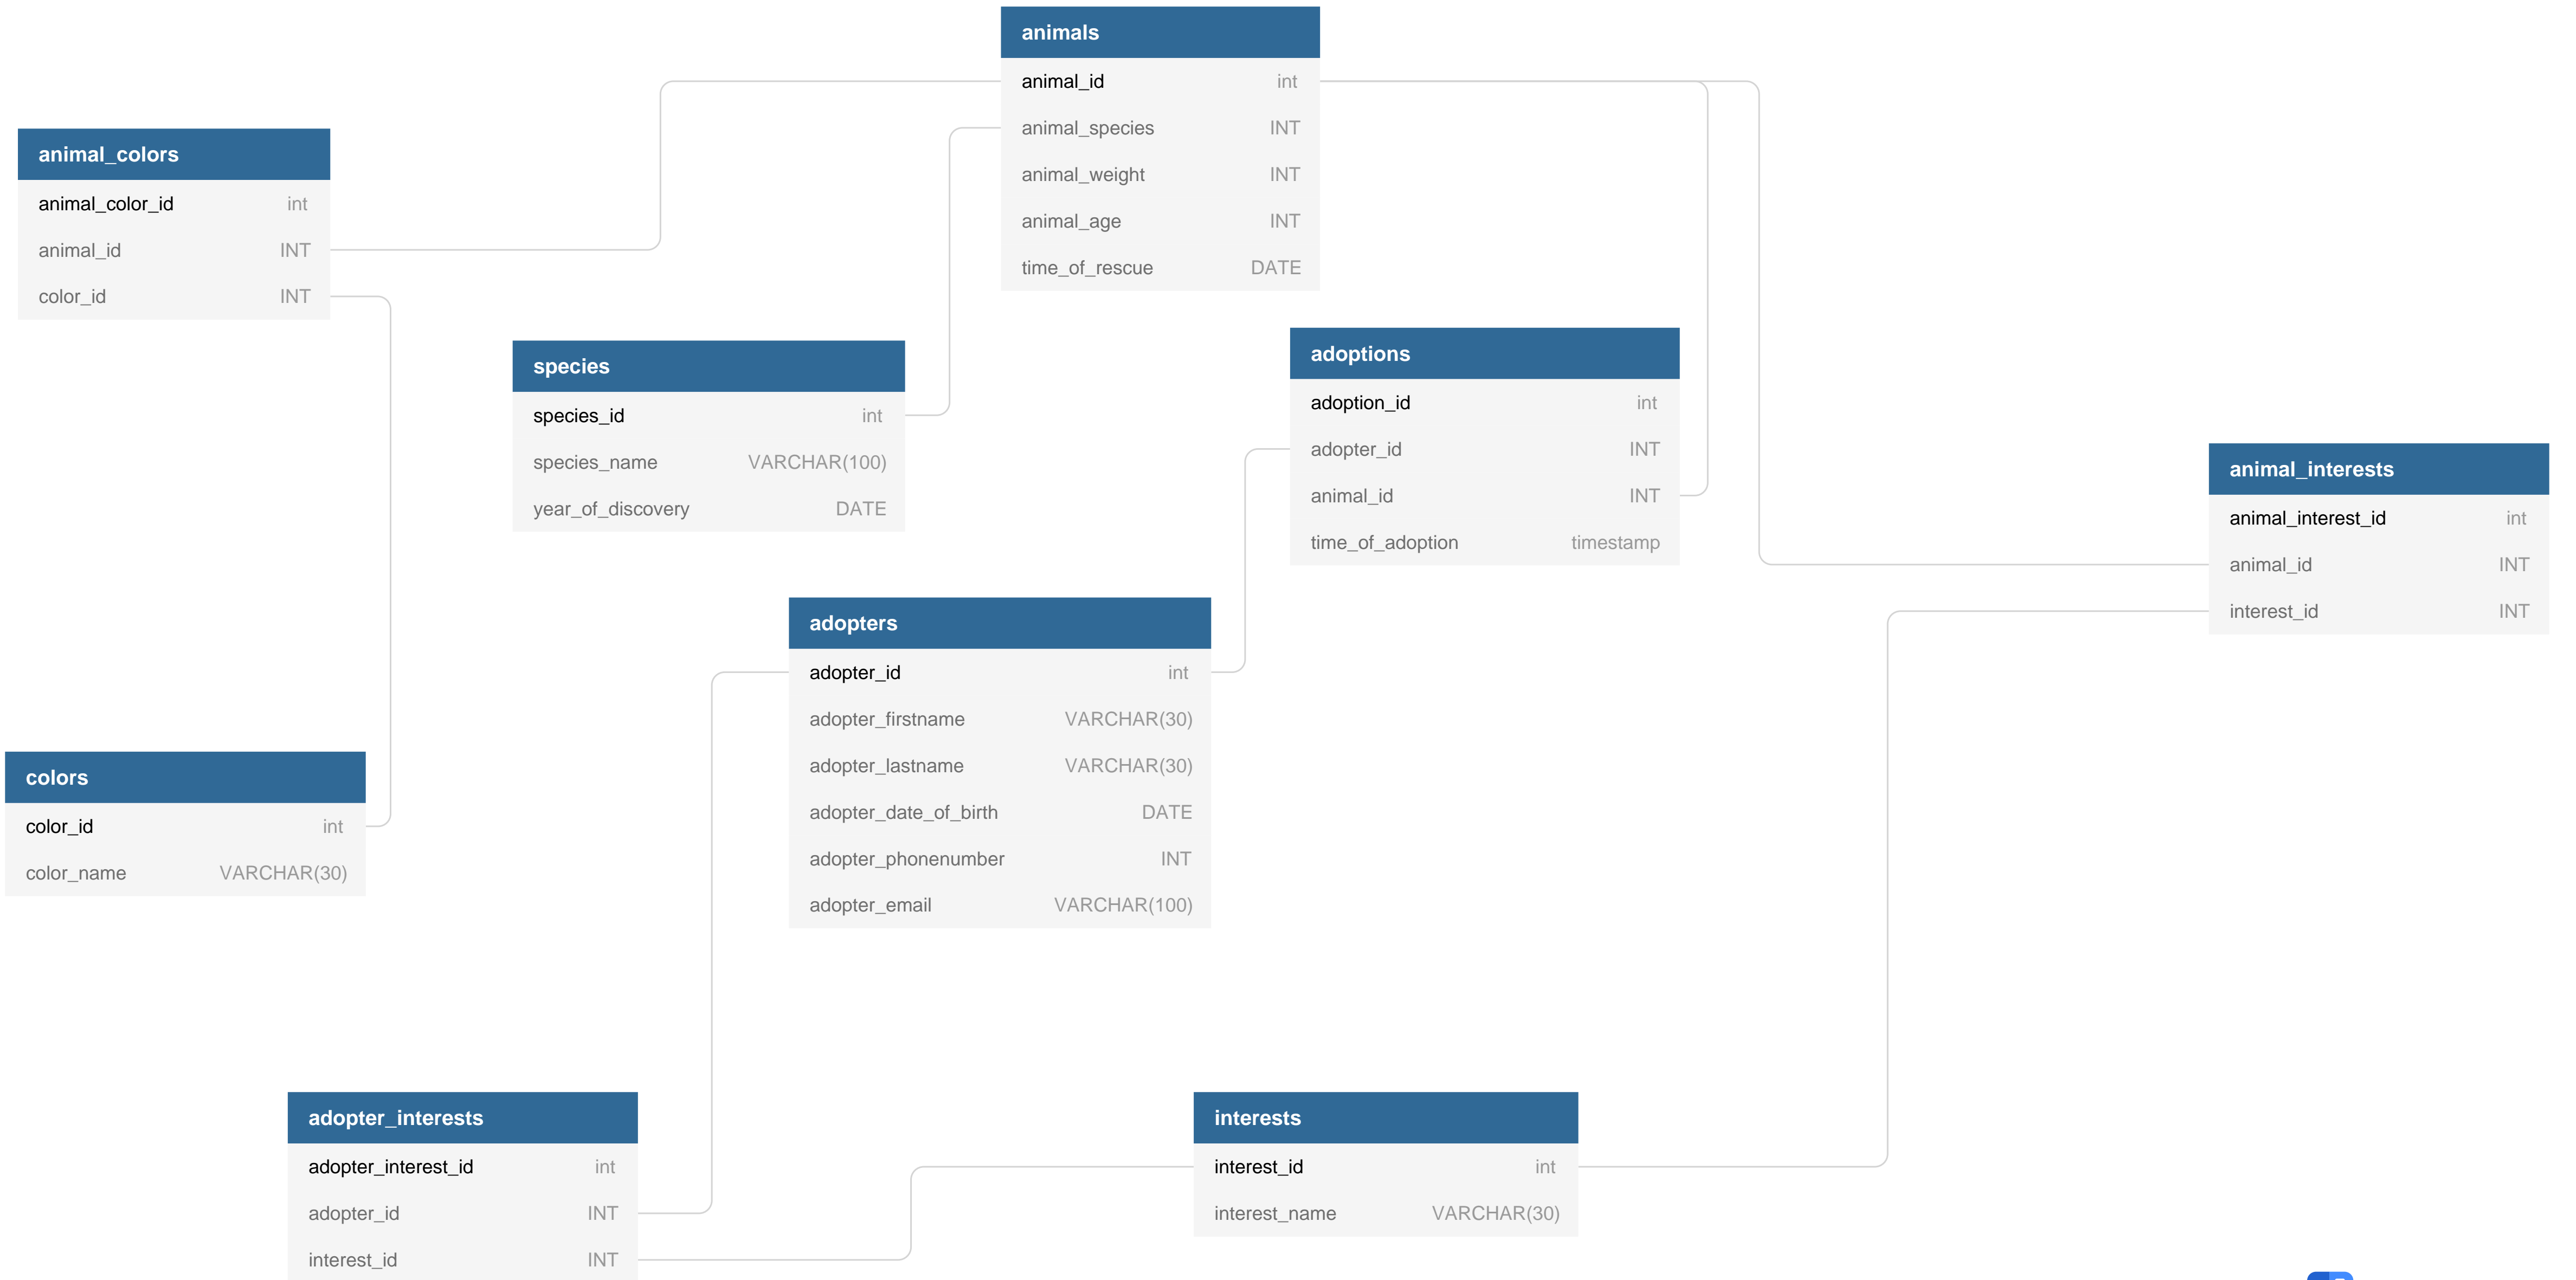 animals
animal_id int
animal_species INT
animal_weight INT
animal_age INT
time_of_rescue DATE
animal_colors
animal_color_id int
animal_id INT
color_id INT
species
species_id int
species_name VARCHAR(100)
year_of_discovery DATE
adoptions
adoption_id int
adopter_id INT
animal_id INT
time_of_adoption timestamp
animal_interests
animal_interest_id int
animal_id INT
interest_id INT
adopters
adopter_id int
adopter_firstname VARCHAR(30)
adopter_lastname VARCHAR(30)
adopter_date_of_birth DATE
adopter_phonenumber INT
adopter_email VARCHAR(100)
colors
color_id int
color_name VARCHAR(30)
adopter_interests
adopter_interest_id int
adopter_id INT
interest_id INT
interests
interest_id int
interest_name VARCHAR(30)